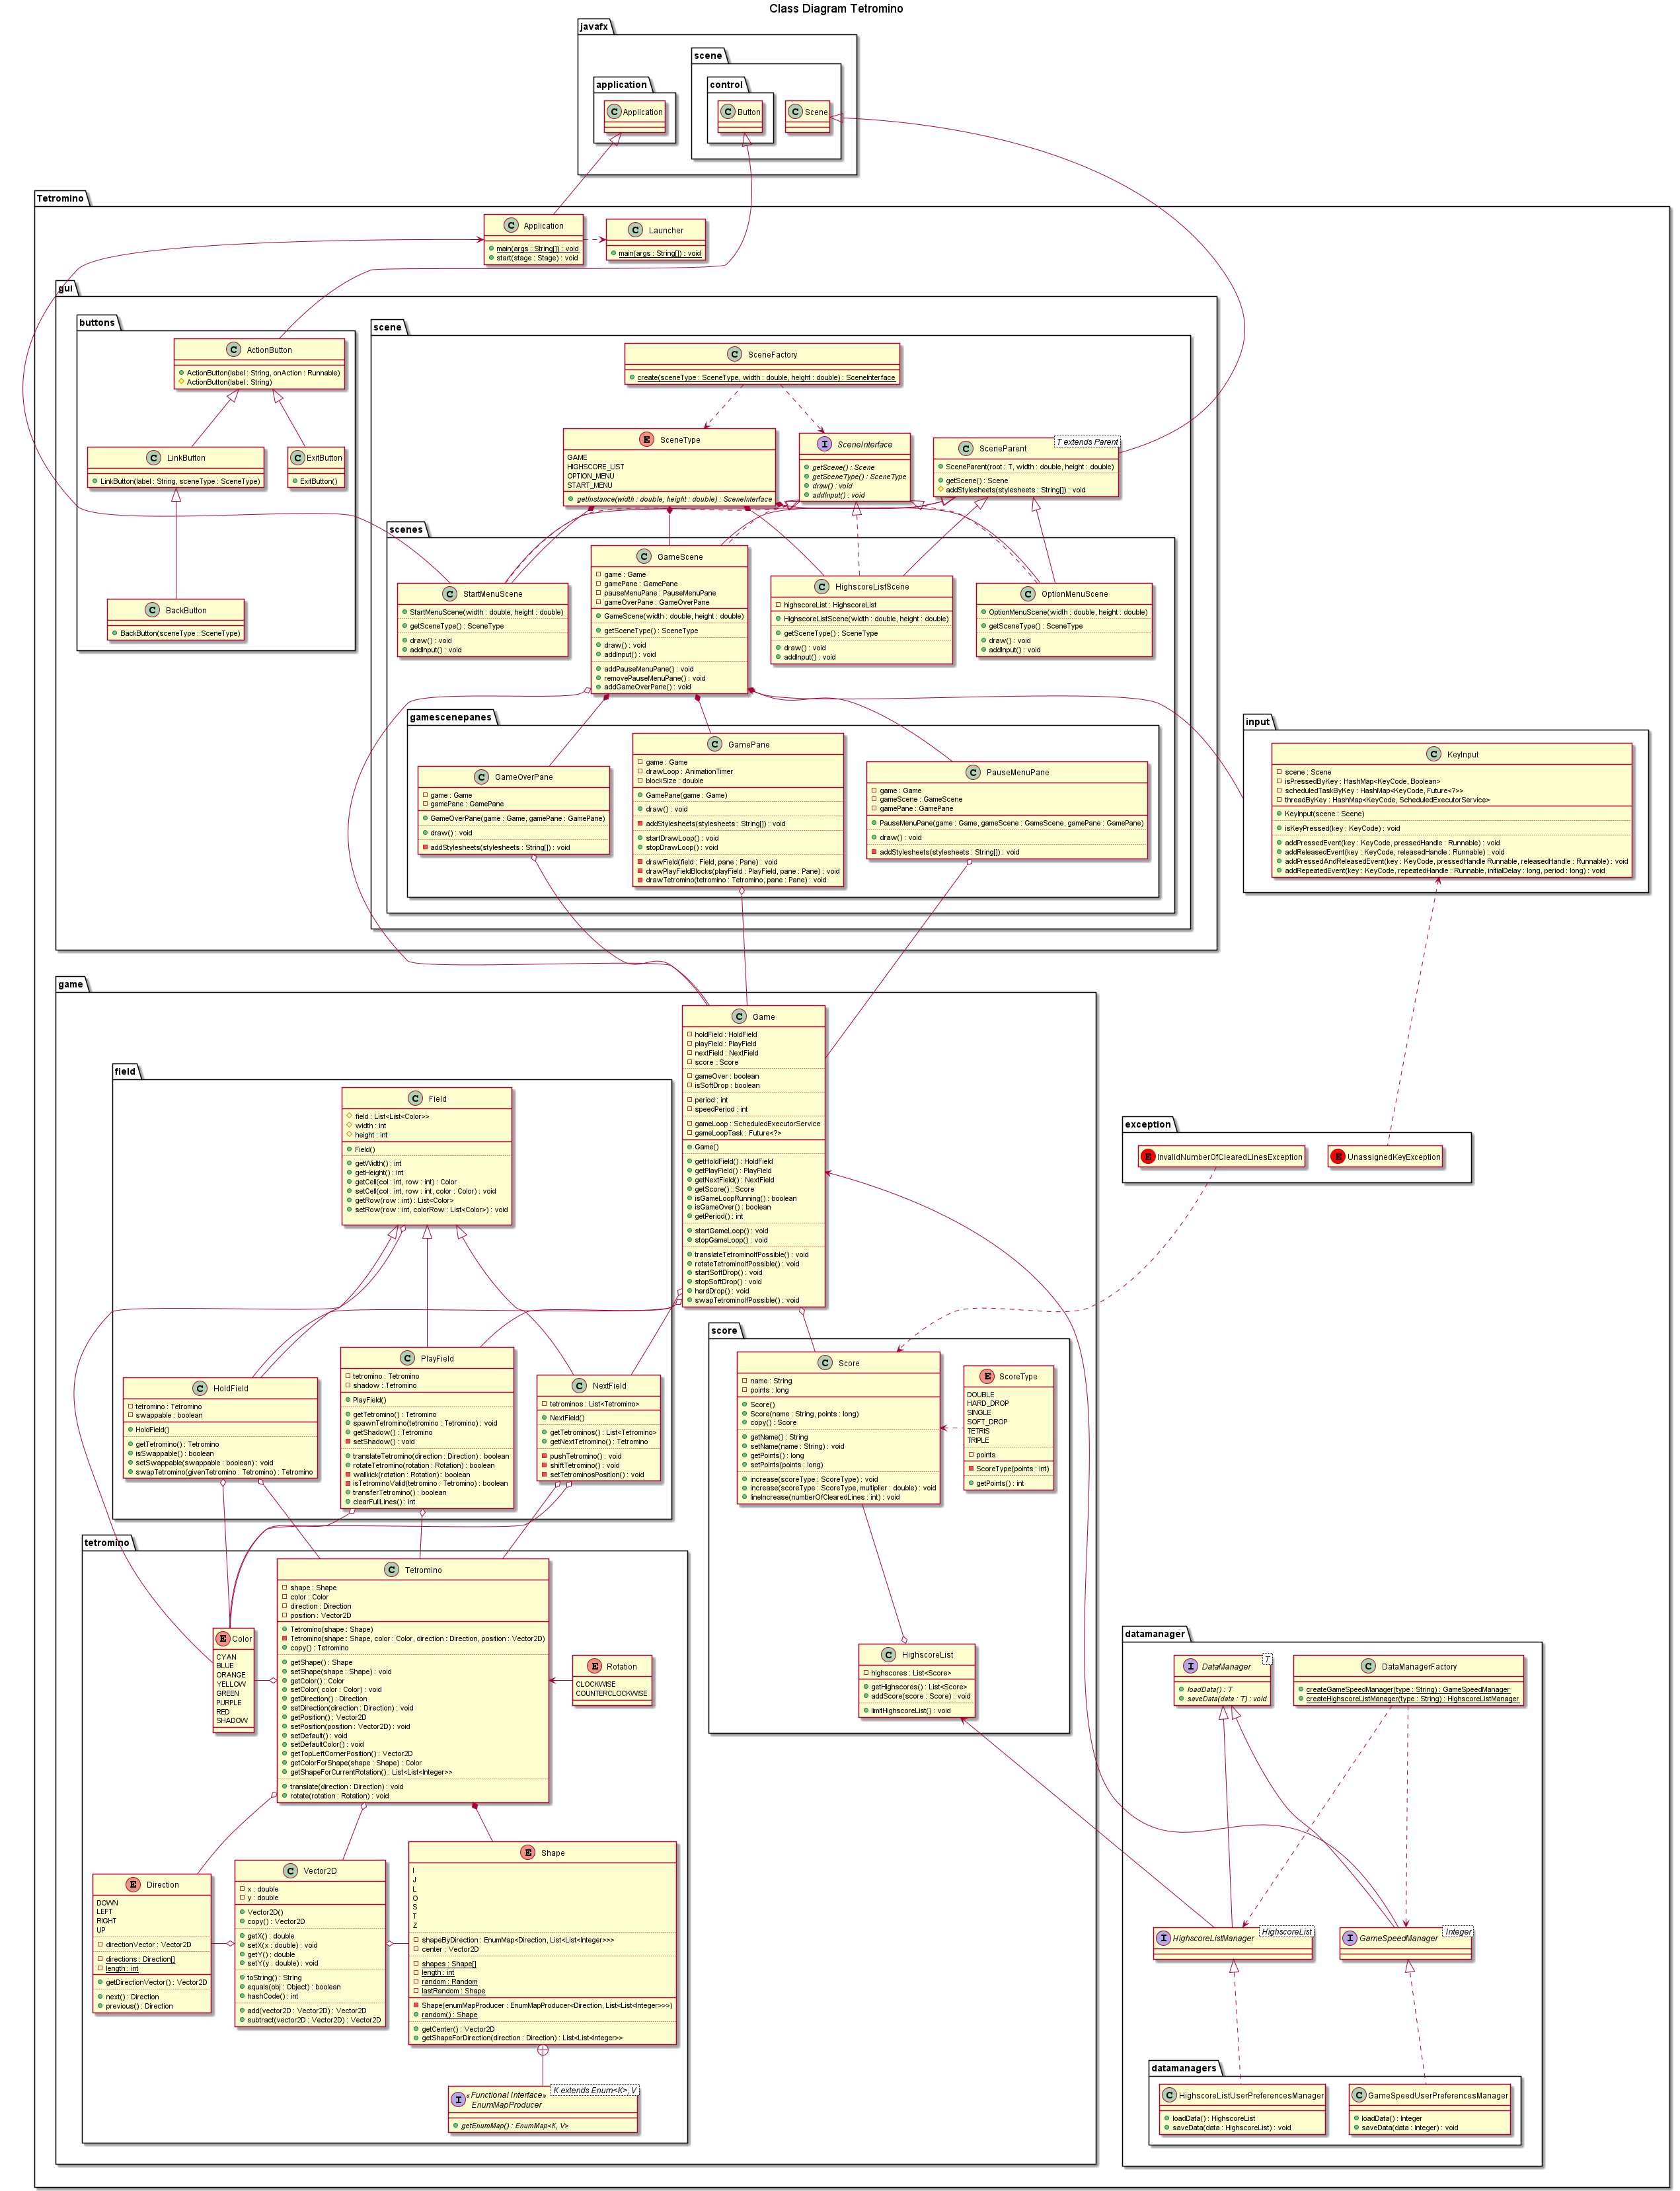 Class Diagram Tetromino
javafx
scene
application
control
C Application
C Button
C Scene
Tetromino
C Application
main(args : String[]) : void
start(stage : Stage) : void
C Launcher
main(args : String[]) : void
gui
buttons
C ActionButton
ActionButton(label : String, onAction : Runnable)
ActionButton(label : String)
C LinkButton
LinkButton(label : String, sceneType : SceneType)
C ExitButton
ExitButton()
C BackButton
BackButton(sceneType : SceneType)
scene
C SceneFactory
create(sceneType : SceneType, width : double, height : double) : SceneInterface
E SceneType
GAME
HIGHSCORE_LIST
OPTION_MENU
START_MENU
getInstance(width : double, height : double) : SceneInterface
I SceneInterface
getScene() : Scene
getSceneType() : SceneType
draw() : void
addInput() : void
C SceneParent
T extends Parent
SceneParent(root : T, width : double, height : double)
getScene() : Scene
addStylesheets(stylesheets : String[]) : void
scenes
C StartMenuScene
StartMenuScene(width : double, height : double)
getSceneType() : SceneType
draw() : void
addInput() : void
C GameScene
game : Game
gamePane : GamePane
pauseMenuPane : PauseMenuPane
gameOverPane : GameOverPane
GameScene(width : double, height : double)
getSceneType() : SceneType
draw() : void
addInput() : void
addPauseMenuPane() : void
removePauseMenuPane() : void
addGameOverPane() : void
C HighscoreListScene
highscoreList : HighscoreList
HighscoreListScene(width : double, height : double)
getSceneType() : SceneType
draw() : void
addInput() : void
C OptionMenuScene
OptionMenuScene(width : double, height : double)
getSceneType() : SceneType
draw() : void
addInput() : void
gamescenepanes
C GameOverPane
game : Game
gamePane : GamePane
GameOverPane(game : Game, gamePane : GamePane)
draw() : void
addStylesheets(stylesheets : String[]) : void
C GamePane
game : Game
drawLoop : AnimationTimer
blockSize : double
GamePane(game : Game)
draw() : void
addStylesheets(stylesheets : String[]) : void
startDrawLoop() : void
stopDrawLoop() : void
drawField(field : Field, pane : Pane) : void
drawPlayFieldBlocks(playField : PlayField, pane : Pane) : void
drawTetromino(tetromino : Tetromino, pane : Pane) : void
C PauseMenuPane
game : Game
gameScene : GameScene
gamePane : GamePane
PauseMenuPane(game : Game, gameScene : GameScene, gamePane : GamePane)
draw() : void
addStylesheets(stylesheets : String[]) : void
input
C KeyInput
scene : Scene
isPressedByKey : HashMap<KeyCode, Boolean>
scheduledTaskByKey : HashMap<KeyCode, Future<?>>
threadByKey : HashMap<KeyCode, ScheduledExecutorService>
KeyInput(scene : Scene)
isKeyPressed(key : KeyCode) : void
addPressedEvent(key : KeyCode, pressedHandle : Runnable) : void
addReleasedEvent(key : KeyCode, releasedHandle : Runnable) : void
addPressedAndReleasedEvent(key : KeyCode, pressedHandle Runnable, releasedHandle : Runnable) : void
addRepeatedEvent(key : KeyCode, repeatedHandle : Runnable, initialDelay : long, period : long) : void
game
C Game
holdField : HoldField
playField : PlayField
nextField : NextField
score : Score
gameOver : boolean
isSoftDrop : boolean
period : int
speedPeriod : int
gameLoop : ScheduledExecutorService
gameLoopTask : Future<?>
Game()
getHoldField() : HoldField
getPlayField() : PlayField
getNextField() : NextField
getScore() : Score
isGameLoopRunning() : boolean
isGameOver() : boolean
getPeriod() : int
startGameLoop() : void
stopGameLoop() : void
translateTetrominoIfPossible() : void
rotateTetrominoIfPossible() : void
startSoftDrop() : void
stopSoftDrop() : void
hardDrop() : void
swapTetrominoIfPossible() : void
field
C Field
field : List<List<Color>>
width : int
height : int
Field()
getWidth() : int
getHeight() : int
getCell(col : int, row : int) : Color
setCell(col : int, row : int, color : Color) : void
getRow(row : int) : List<Color>
setRow(row : int, colorRow : List<Color>) : void
C HoldField
tetromino : Tetromino
swappable : boolean
HoldField()
getTetromino() : Tetromino
isSwappable() : boolean
setSwappable(swappable : boolean) : void
swapTetromino(givenTetromino : Tetromino) : Tetromino
C PlayField
tetromino : Tetromino
shadow : Tetromino
PlayField()
getTetromino() : Tetromino
spawnTetromino(tetromino : Tetromino) : void
getShadow() : Tetromino
setShadow() : void
translateTetromino(direction : Direction) : boolean
rotateTetromino(rotation : Rotation) : boolean
wallkick(rotation : Rotation) : boolean
isTetrominoValid(tetromino : Tetromino) : boolean
transferTetromino() : boolean
clearFullLines() : int
C NextField
tetrominos : List<Tetromino>
NextField()
getTetrominos() : List<Tetromino>
getNextTetromino() : Tetromino
pushTetromino() : void
shiftTetromino() : void
setTetrominosPosition() : void
exception
E InvalidNumberOfClearedLinesException
E UnassignedKeyException
score
C Score
name : String
points : long
Score()
Score(name : String, points : long)
copy() : Score
getName() : String
setName(name : String) : void
getPoints() : long
setPoints(points : long)
increase(scoreType : ScoreType) : void
increase(scoreType : ScoreType, multiplier : double) : void
lineIncrease(numberOfClearedLines : int) : void
E ScoreType
DOUBLE
HARD_DROP
SINGLE
SOFT_DROP
TETRIS
TRIPLE
points
ScoreType(points : int)
getPoints() : int
C HighscoreList
highscores : List<Score>
getHighscores() : List<Score>
addScore(score : Score) : void
limitHighscoreList() : void
tetromino
C Tetromino
shape : Shape
color : Color
direction : Direction
position : Vector2D
Tetromino(shape : Shape)
Tetromino(shape : Shape, color : Color, direction : Direction, position : Vector2D)
copy() : Tetromino
getShape() : Shape
setShape(shape : Shape) : void
getColor() : Color
setColor( color : Color) : void
getDirection() : Direction
setDirection(direction : Direction) : void
getPosition() : Vector2D
setPosition(position : Vector2D) : void
setDefault() : void
setDefaultColor() : void
getTopLeftCornerPosition() : Vector2D
getColorForShape(shape : Shape) : Color
getShapeForCurrentRotation() : List<List<Integer>>
translate(direction : Direction) : void
rotate(rotation : Rotation) : void
E Color
CYAN
BLUE
ORANGE
YELLOW
GREEN
PURPLE
RED
SHADOW
E Rotation
CLOCKWISE
COUNTERCLOCKWISE
E Direction
DOWN
LEFT
RIGHT
UP
directionVector : Vector2D
directions : Direction[]
length : int
getDirectionVector() : Vector2D
next() : Direction
previous() : Direction
C Vector2D
x : double
y : double
Vector2D()
copy() : Vector2D
getX() : double
setX(x : double) : void
getY() : double
setY(y : double) : void
toString() : String
equals(obj : Object) : boolean
hashCode() : int
add(vector2D : Vector2D) : Vector2D
subtract(vector2D : Vector2D) : Vector2D
E Shape
I
J
L
O
S
T
Z
shapeByDirection : EnumMap<Direction, List<List<Integer>>>
center : Vector2D
shapes : Shape[]
length : int
random : Random
lastRandom : Shape
Shape(enumMapProducer : EnumMapProducer<Direction, List<List<Integer>>>)
random() : Shape
getCenter() : Vector2D
getShapeForDirection(direction : Direction) : List<List<Integer>>
K extends Enum<K>, V
I «Functional Interface»
EnumMapProducer
getEnumMap() : EnumMap<K, V>
datamanager
I DataManager
T
loadData() : T
saveData(data : T) : void
C DataManagerFactory
createGameSpeedManager(type : String) : GameSpeedManager
createHighscoreListManager(type : String) : HighscoreListManager
I HighscoreListManager
HighscoreList
I GameSpeedManager
Integer
datamanagers
C HighscoreListUserPreferencesManager
loadData() : HighscoreList
saveData(data : HighscoreList) : void
C GameSpeedUserPreferencesManager
loadData() : Integer
saveData(data : Integer) : void